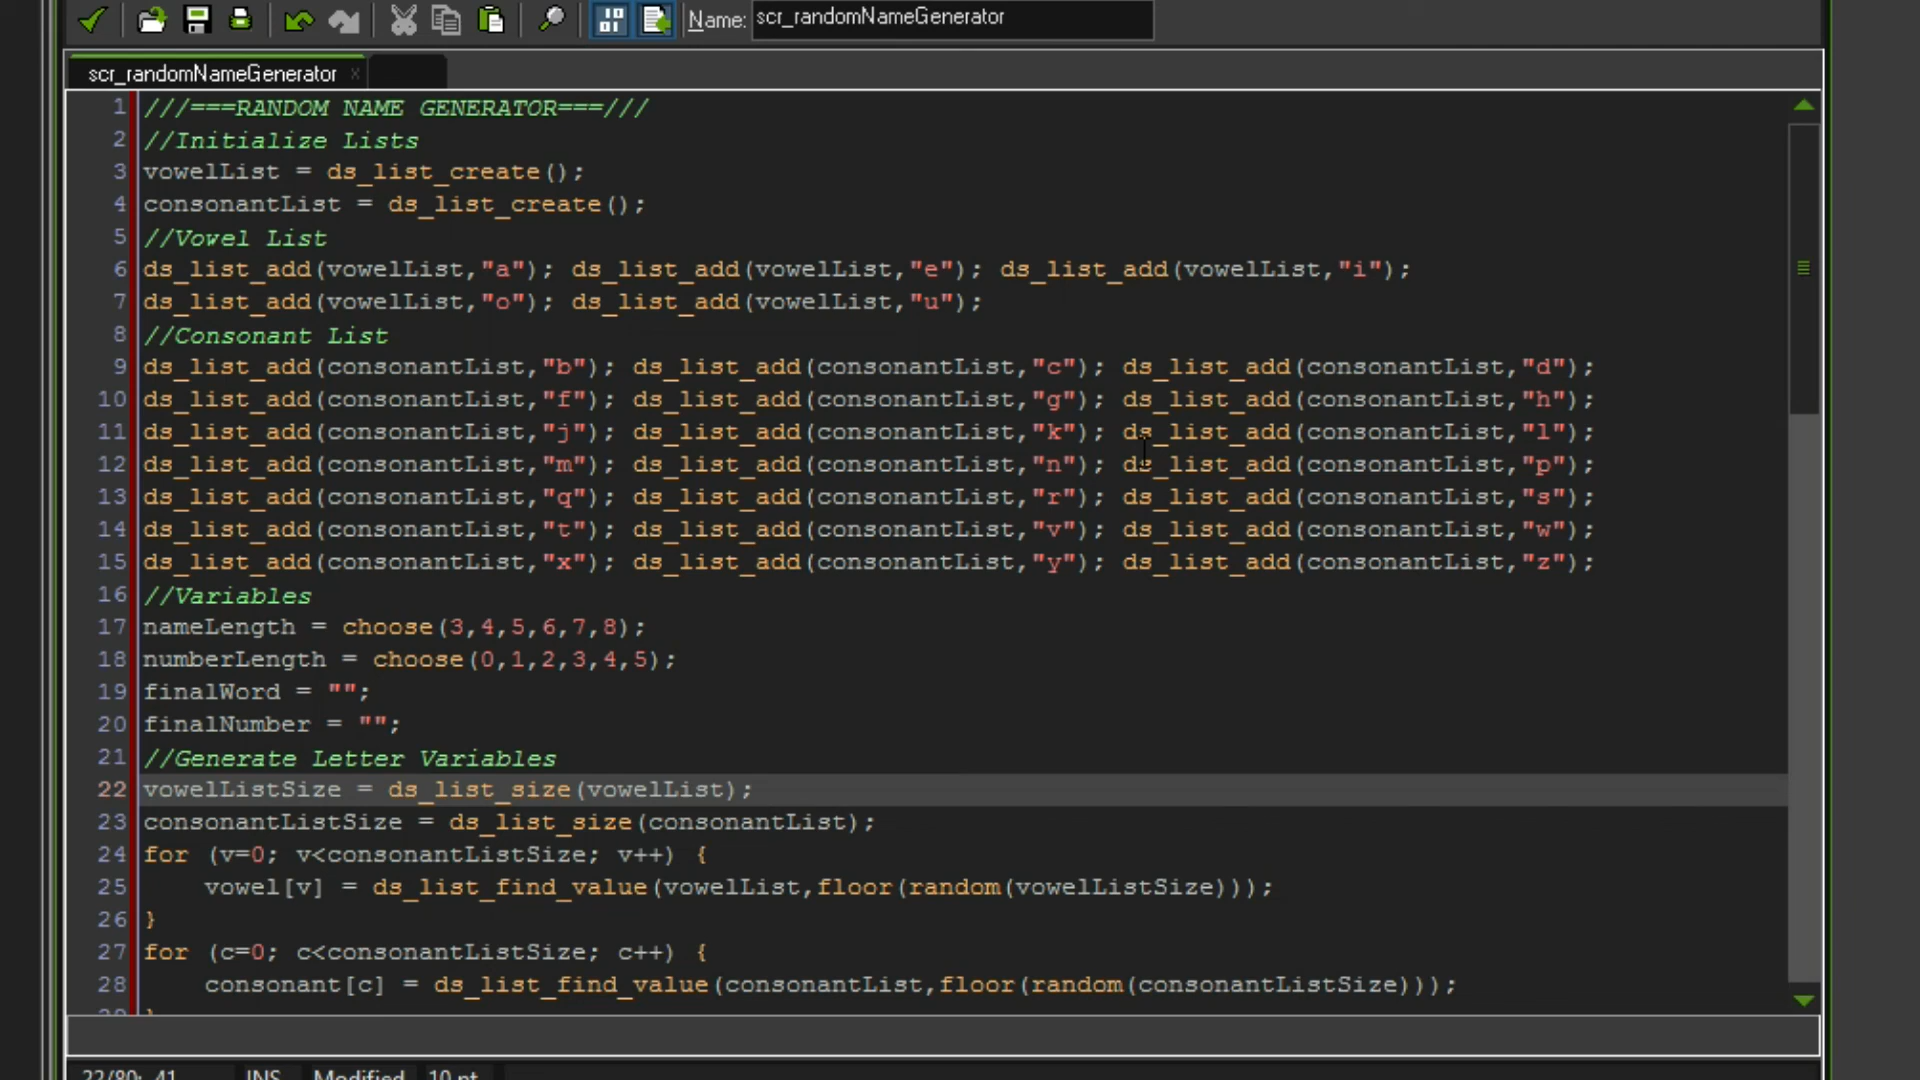 Name: scr_randomNameGenerator
scr_randomNameGenerator x
1 ///===RANDOM NAME GENERATOR===///
2 //Initialize Lists
3 vowelList = ds_list_create();
4 consonantList = ds_list_create();
5 //Vowel List
6 ds_list_add(vowelList,"a"); ds_list_add(vowelList,"e"); ds_list_add(vowelList,"i");
7 ds_list_add(vowelList,"o"); ds_list_add(vowelList,"u");
8 //Consonant List
9 ds_list_add(consonantList,"b"); ds_list_add(consonantList,"c"); ds_list_add(consonantList,"d");
10 ds_list_add(consonantList,"f"); ds_list_add(consonantList,"g"); ds_list_add(consonantList,"h");
11 ds_list_add(consonantList,"j"); ds_list_add(consonantList,"k"); ds_list_add(consonantList,"l");
12 ds_list_add(consonantList,"m"); ds_list_add(consonantList,"n"); ds_list_add(consonantList,"p");
13 ds_list_add(consonantList,"q"); ds_list_add(consonantList,"r"); ds_list_add(consonantList,"s");
14 ds_list_add(consonantList,"t"); ds_list_add(consonantList,"v"); ds_list_add(consonantList,"w");
15 ds_list_add(consonantList,"x"); ds_list_add(consonantList,"y"); ds_list_add(consonantList,"z");
16 //Variables
17 nameLength = choose(3,4,5,6,7,8);
18 numberLength = choose(0,1,2,3,4,5);
19 finalWord = "";
20 finalNumber = "";
21 //Generate Letter Variables
22 vowelListSize = ds_list_size(vowelList);
23 consonantListSize = ds_list_size(consonantList);
24 for (v=0; v<consonantListSize; v++) {
25 vowel[v] = ds_list_find_value(vowelList,floor(random(vowelListSize)));
26 }
27 for (c=0; c<consonantListSize; c++) {
28 consonant[c] = ds_list_find_value(consonantList,floor(random(consonantListSize)));
22/80: 41 INS Modified 10 pt